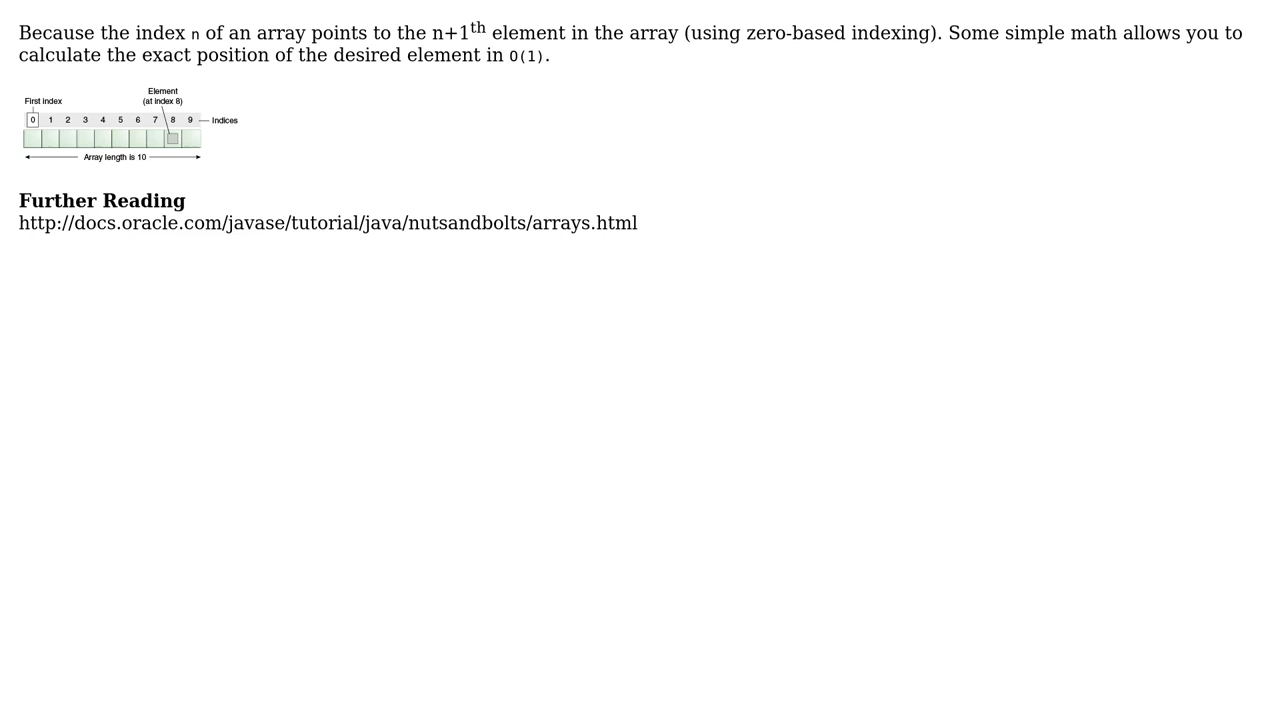 Because the index n of an array points to the n+1th element in the array (using zero-based indexing). Some simple math allows you to
calculate the exact position of the desired element in O(1).
Element
First index (at index 8)
0 1 2 3 4 5 6 7 8 9 Indices
Array length is 10
Further Reading
http://docs.oracle.com/javase/tutorial/java/nutsandbolts/arrays.html